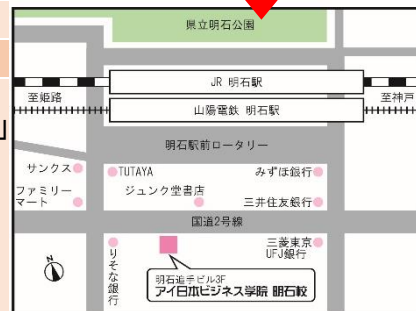 県立明石公園
JR 明石駅
至姫路
至神戸
山陽電鉄 明石駅
明石駅前ロータリー
サンクス
TUTAYA
みずほ銀行
ファミリー
マート
ジュンク堂書店
三井住友銀行
国道2号線
りそな銀行
三菱東京
UFJ銀行
明石追手ビル3F
アイ日本ビジネス学院 明石校
N